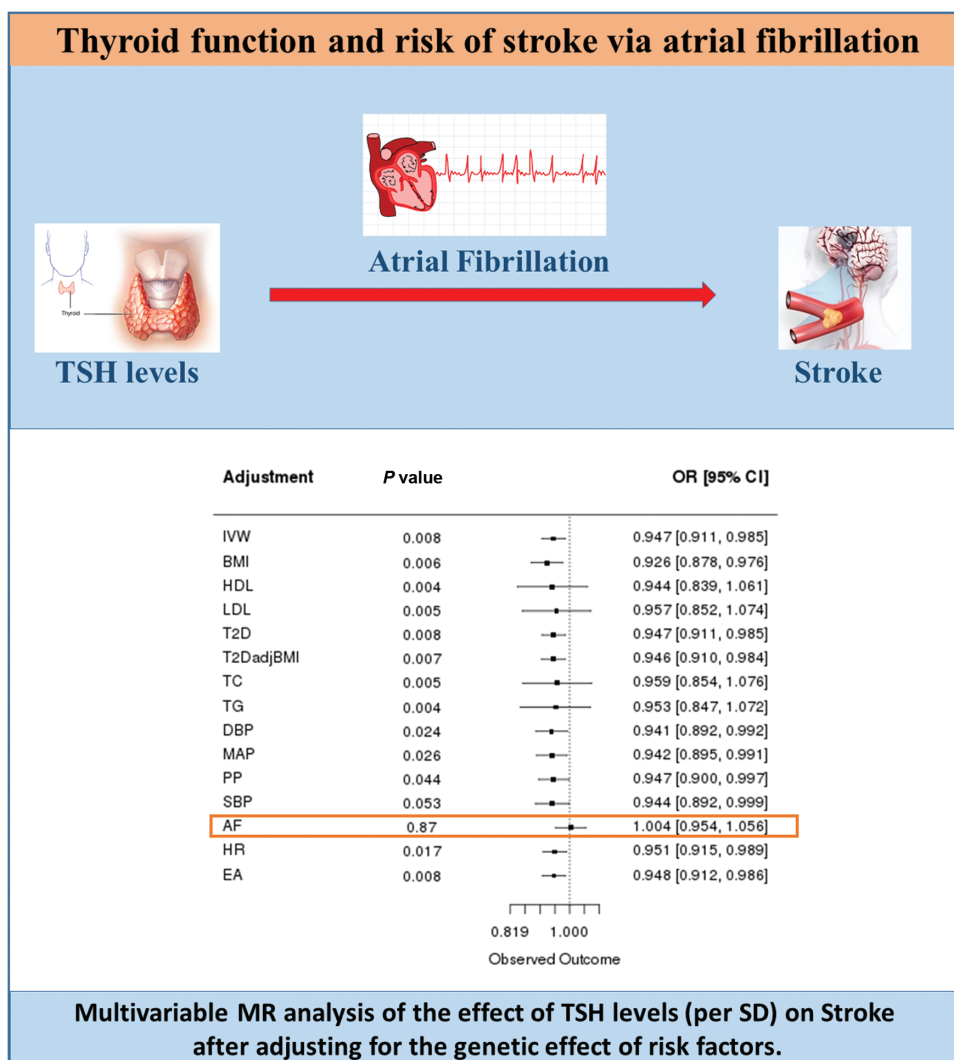 Thyroid function and risk of stroke via atrial fibrillation
Atrial Fibrillation
Thyroid
TSH levels
Stroke
Adjustment P value OR [95% CI]
IVW 0.008 0.947 [0.911, 0.985]
BMI 0.006 0.926 [0.878, 0.976]
HDL 0.004 0.944 [0.839, 1.061]
LDL 0.005 0.957 [0.852, 1.074]
T2D 0.008 0.947 [0.911, 0.985]
T2DadjBMI 0.007 0.946 [0.910, 0.984]
TC 0.005 0.959 [0.854, 1.076]
TG 0.004 0.953 [0.847, 1.072]
DBP 0.024 0.941 [0.892, 0.992]
MAP 0.026 0.942 [0.895, 0.991]
PP 0.044 0.947 [0.900, 0.997]
SBP 0.053 0.944 [0.892, 0.999]
AF 0.87 1.004 [0.954, 1.056]
HR 0.017 0.951 [0.915, 0.989]
EA 0.008 0.948 [0.912, 0.986]
0.819 1.000
Observed Outcome
Multivariable MR analysis of the effect of TSH levels (per SD) on Stroke
after adjusting for the genetic effect of risk factors.